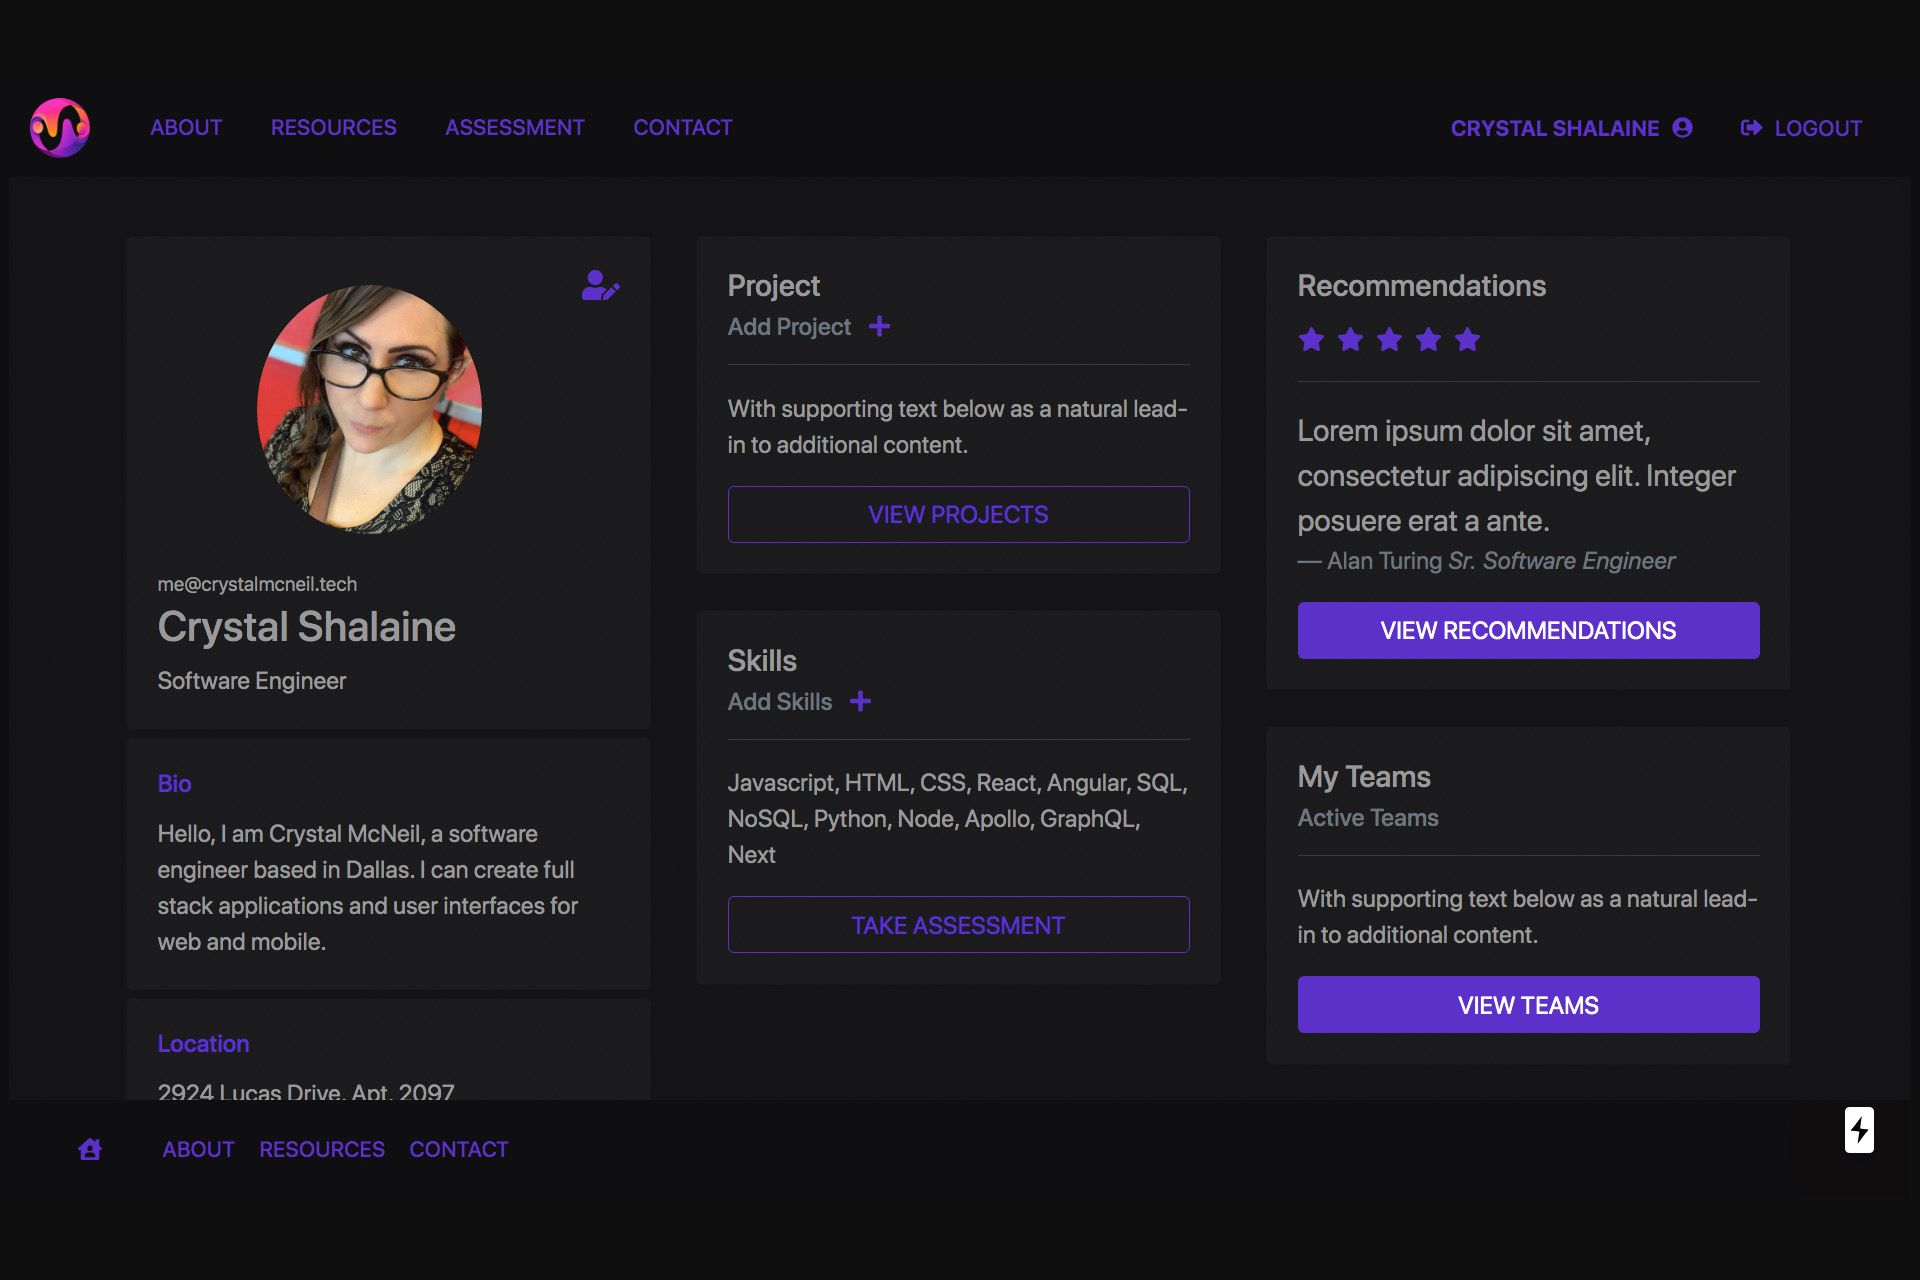 ABOUT RESOURCES ASSESSMENT CONTACT CRYSTAL SHALAINE LOGOUT
me@crystalmcneil.tech
Crystal Shalaine
Software Engineer
Bio
Hello, I am Crystal McNeil, a software
engineer based in Dallas. I can create full
stack applications and user interfaces for
web and mobile.
Location
2924 Lucas Drive, Apt. 2097
Project
Add Project
With supporting text below as a natural lead-
in to additional content.
VIEW PROJECTS
Skills
Add Skills
Javascript, HTML, CSS, React, Angular, SQL,
NoSQL, Python, Node, Apollo, GraphQL,
Next
TAKE ASSESSMENT
Recommendations
Lorem ipsum dolor sit amet,
consectetur adipiscing elit. Integer
posuere erat a ante.
— Alan Turing Sr. Software Engineer
VIEW RECOMMENDATIONS
My Teams
Active Teams
With supporting text below as a natural lead-
in to additional content.
VIEW TEAMS
ABOUT RESOURCES CONTACT